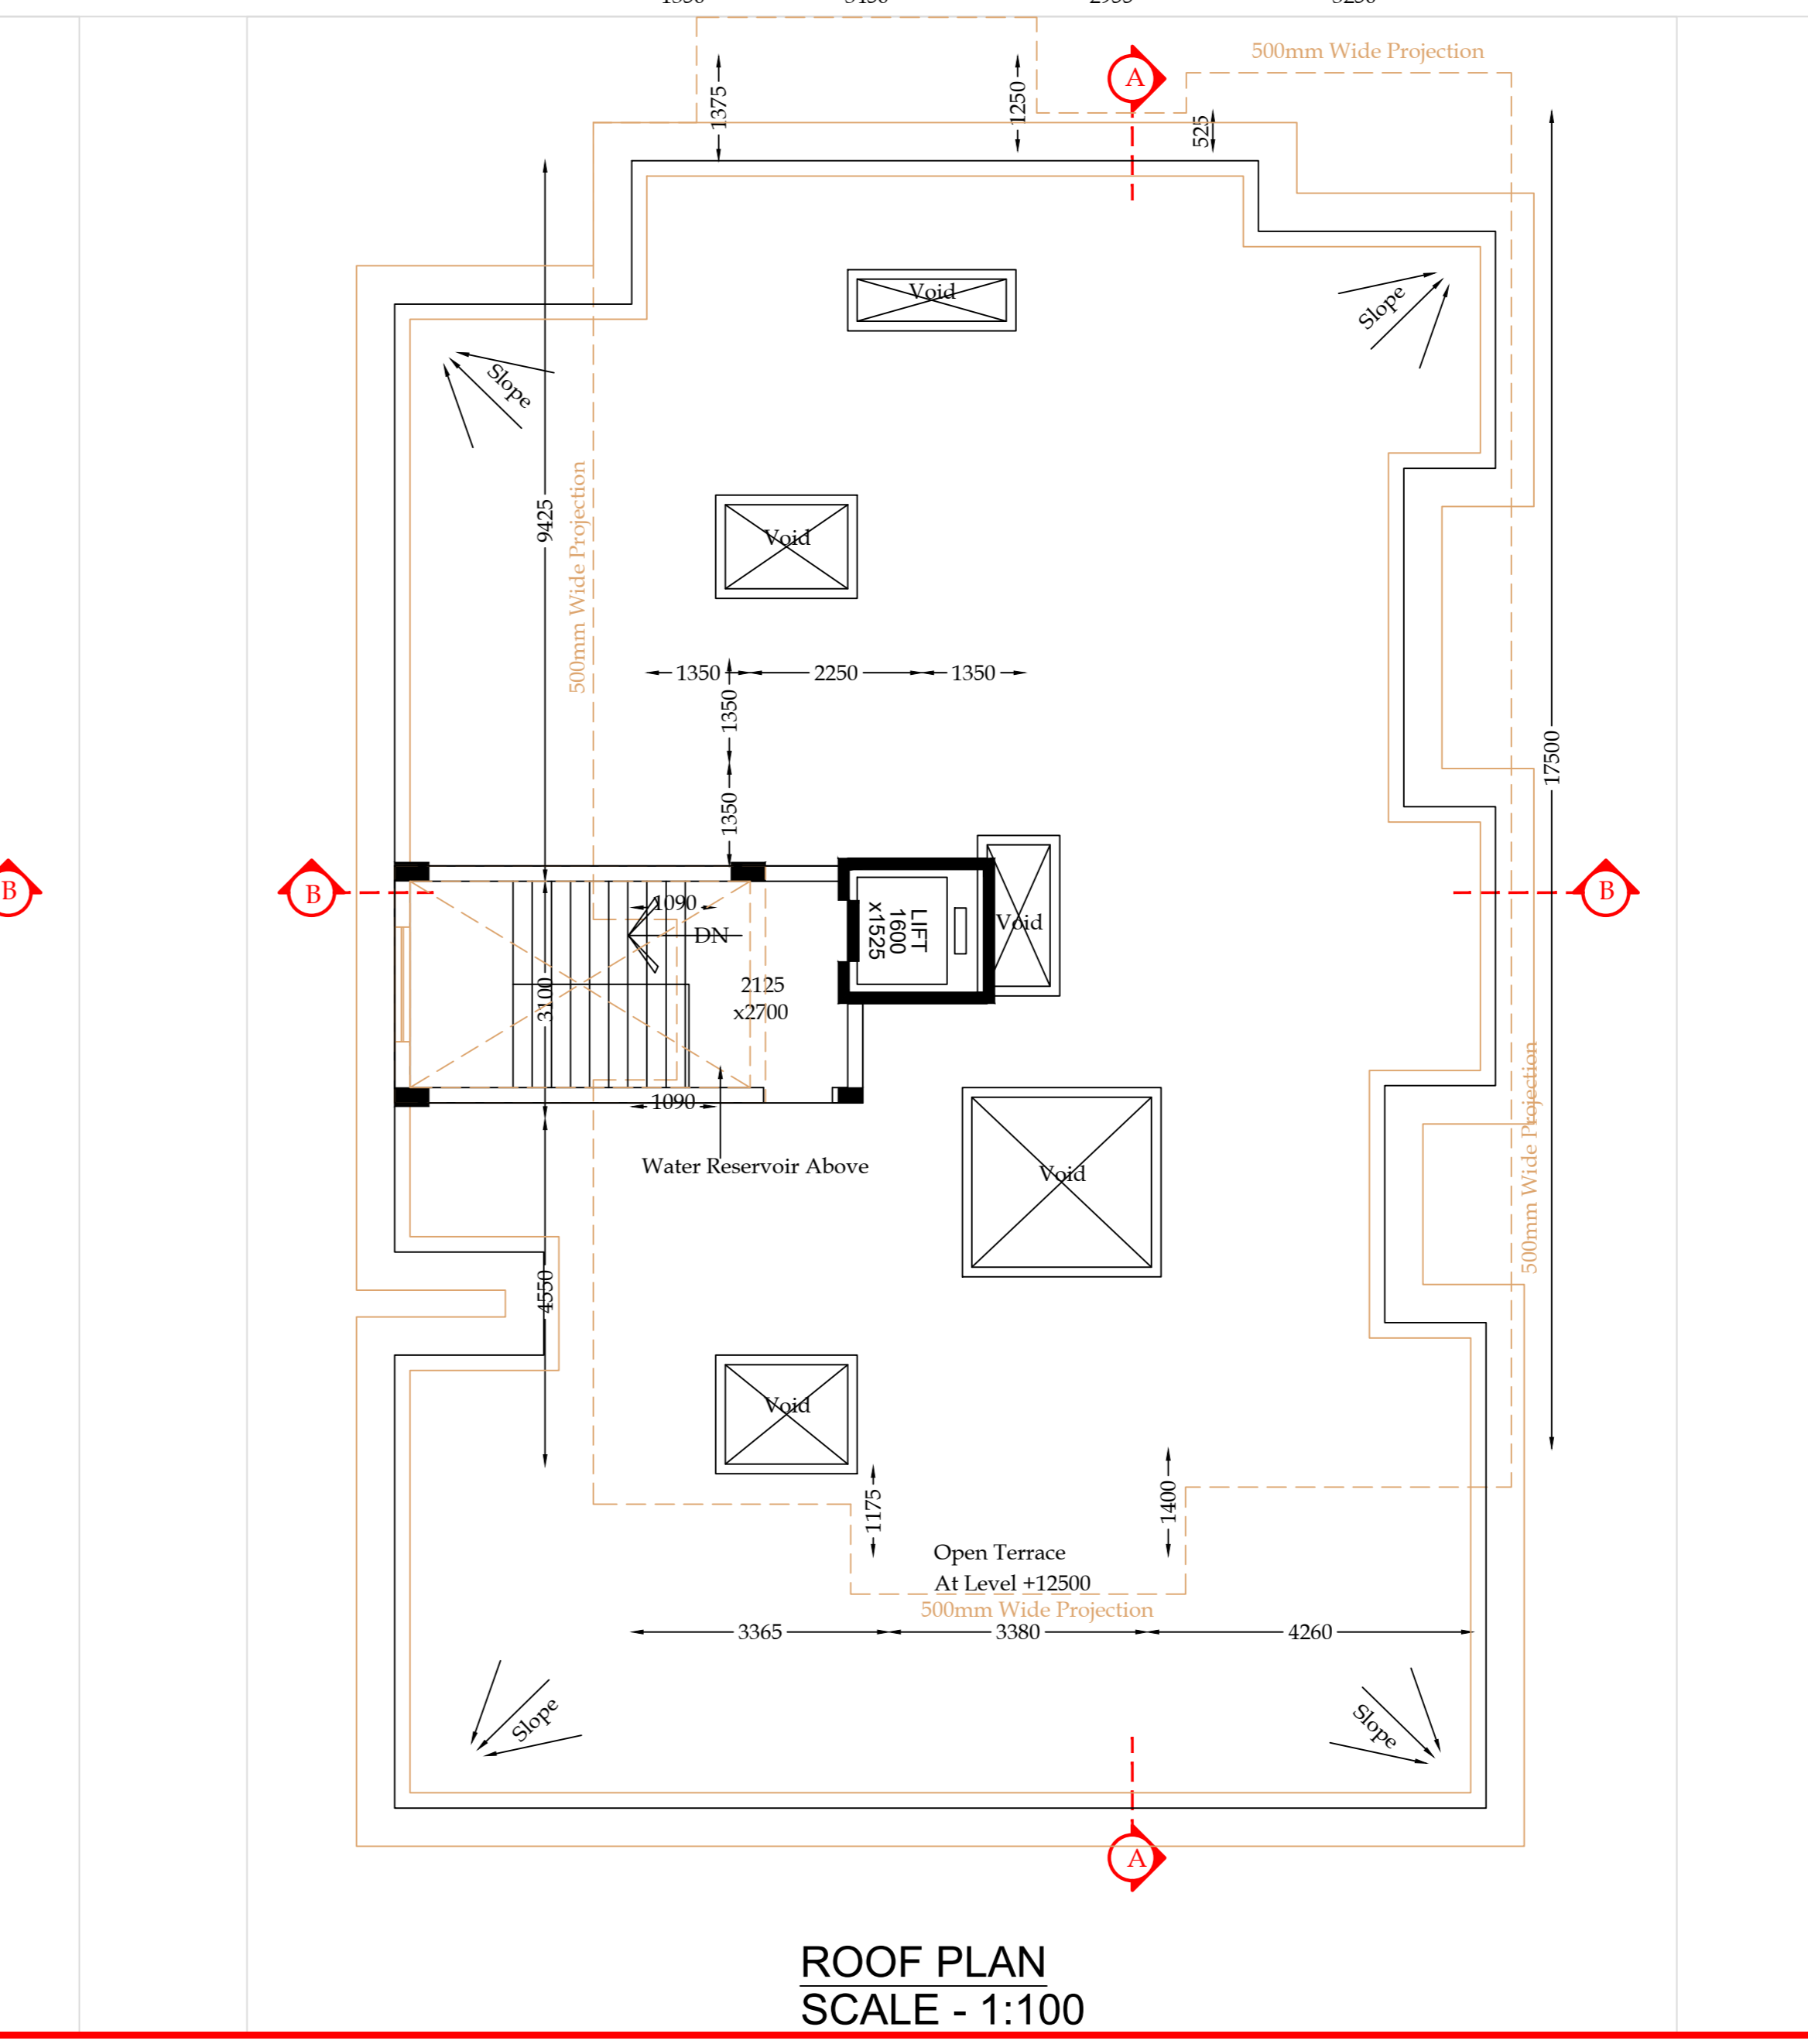 500mm Wide Projection
A
1375
1250
525
Void
Slope
Slope
9425
500mm Wide Projection
Void
1350
2250
1350
1350
17500
1350
B
B
B
1090
DN
LIFT
1600
x1525
Void
3100
2125
x2700
1090
Water Reservoir Above
Void
500mm Wide Projection
4550
Void
1175
1400
Open Terrace
At Level +12500
500mm Wide Projection
3365
3380
4260
Slope
Slope
A
ROOF PLAN
SCALE - 1:100